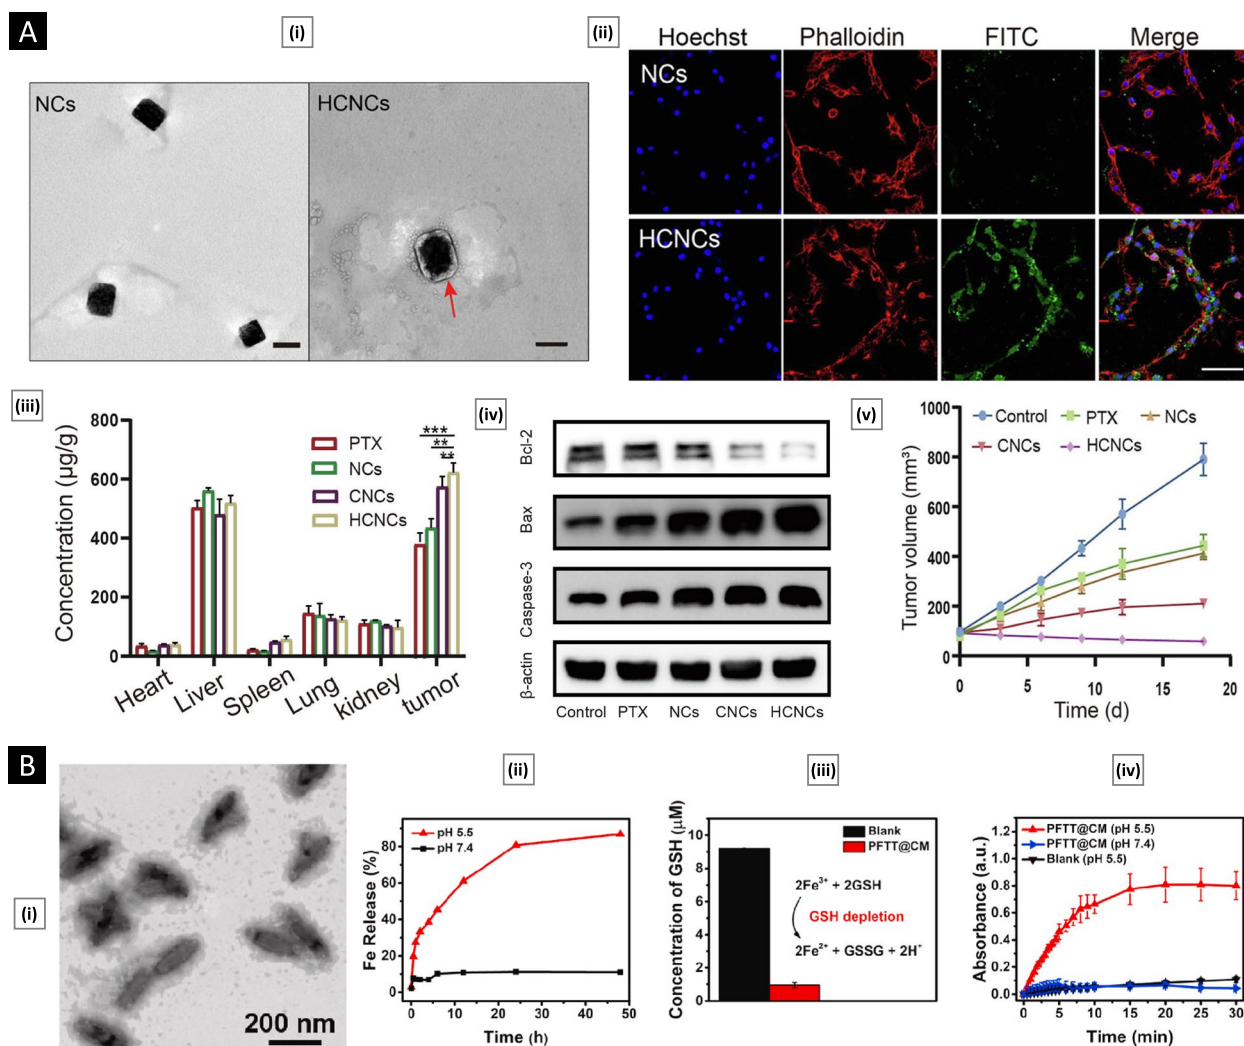 A
(i)
(ii)
NCs
HCNCs
Hoechst
Phalloidin
FITC
Merge
NCs
HCNCs
(iii)
Concentration (µg/g)
800
600
400
200
0
PTX
NCs
CNCs
HCNCs
***
**
**
Heart
Liver
Spleen
Lung
kidney
tumor
(iv)
Bcl-2
Bax
Caspase-3
β-actin
Control
PTX
NCs
CNCs
HCNCs
(v)
Tumor volume (mm³)
1000
800
600
400
200
0
Control
PTX
NCs
CNCs
HCNCs
0
5
10
15
20
Time (d)
B
(i)
200 nm
(ii)
Fe Release (%)
90
80
70
60
50
40
30
20
10
0
pH 5.5
pH 7.4
0
10
20
30
40
50
Time (h)
(iii)
Concentration of GSH (µM)
10
8
6
4
2
0
Blank
PFTT@CM
2Fe³⁺ + 2GSH
GSH depletion
2Fe²⁺ + GSSG + 2H⁺
(iv)
Absorbance (a.u.)
1.2
1.0
0.8
0.6
0.4
0.2
0.0
PFTT@CM (pH 5.5)
PFTT@CM (pH 7.4)
Blank (pH 5.5)
0
5
10
15
20
25
30
Time (min)